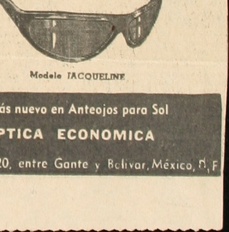 Modelo JACQUELINE
ás nuevo en Anteojos para Sol
PTICA ECONOMICA
20, entre Gante y Bolivar, México, D, F